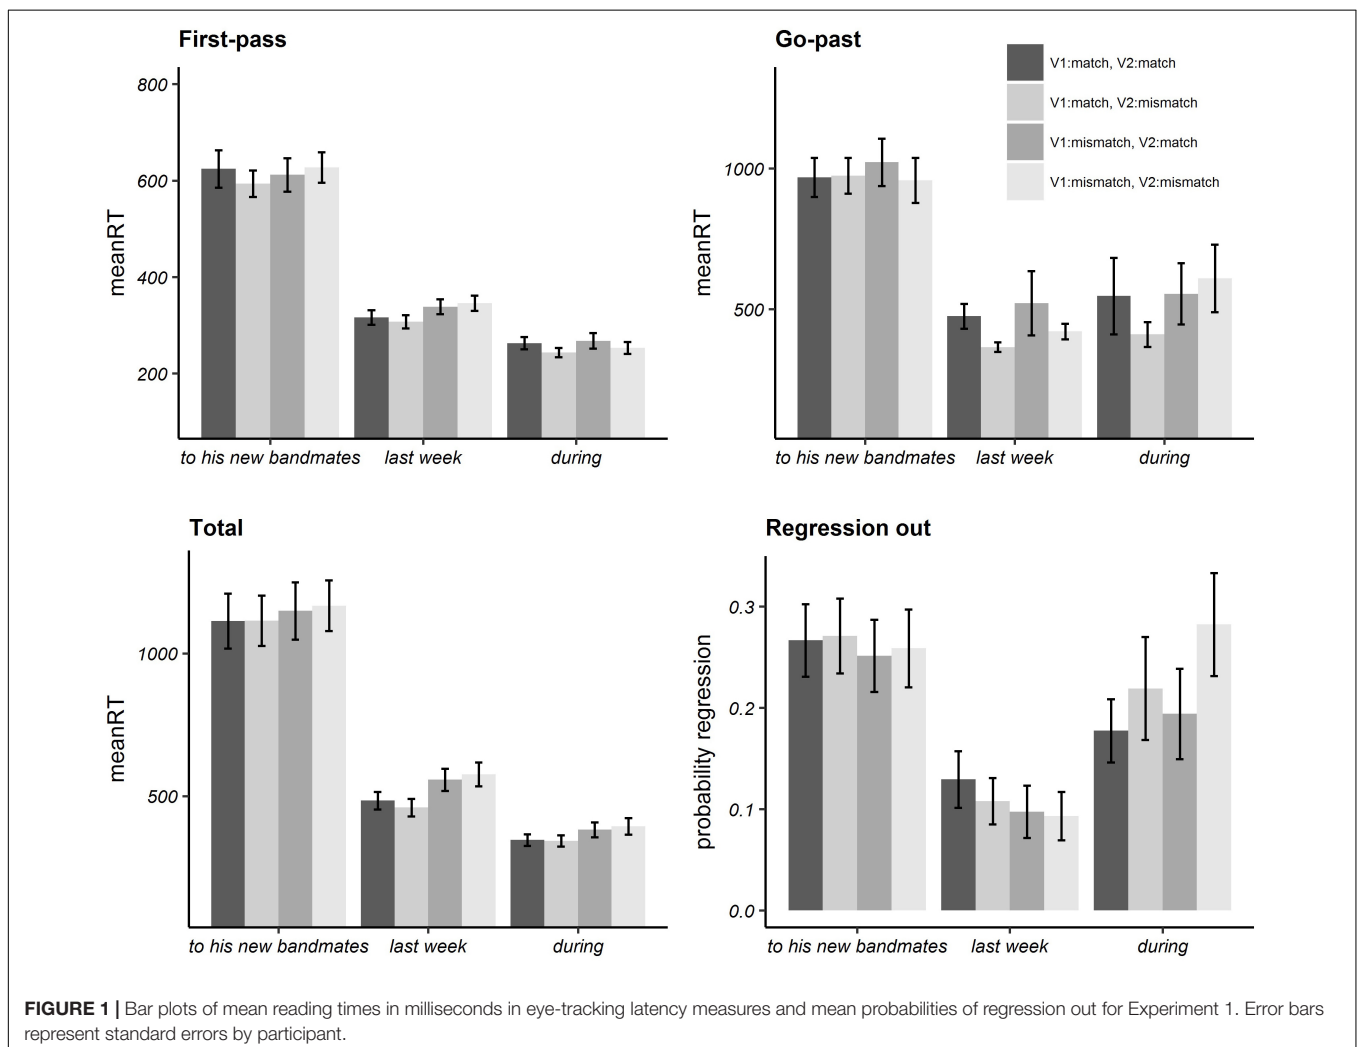 First-pass
800
600
400
200
meanRT
to his new bandmates
last week
during
Go-past
1000
500
meanRT
to his new bandmates
last week
during
V1:match, V2:match
V1:match, V2:mismatch
V1:mismatch, V2:match
V1:mismatch, V2:mismatch
Total
1000
500
meanRT
to his new bandmates
last week
during
Regression out
0.3
0.2
0.1
0.0
probability regression
to his new bandmates
last week
during
FIGURE 1 | Bar plots of mean reading times in milliseconds in eye-tracking latency measures and mean probabilities of regression out for Experiment 1. Error bars
represent standard errors by participant.